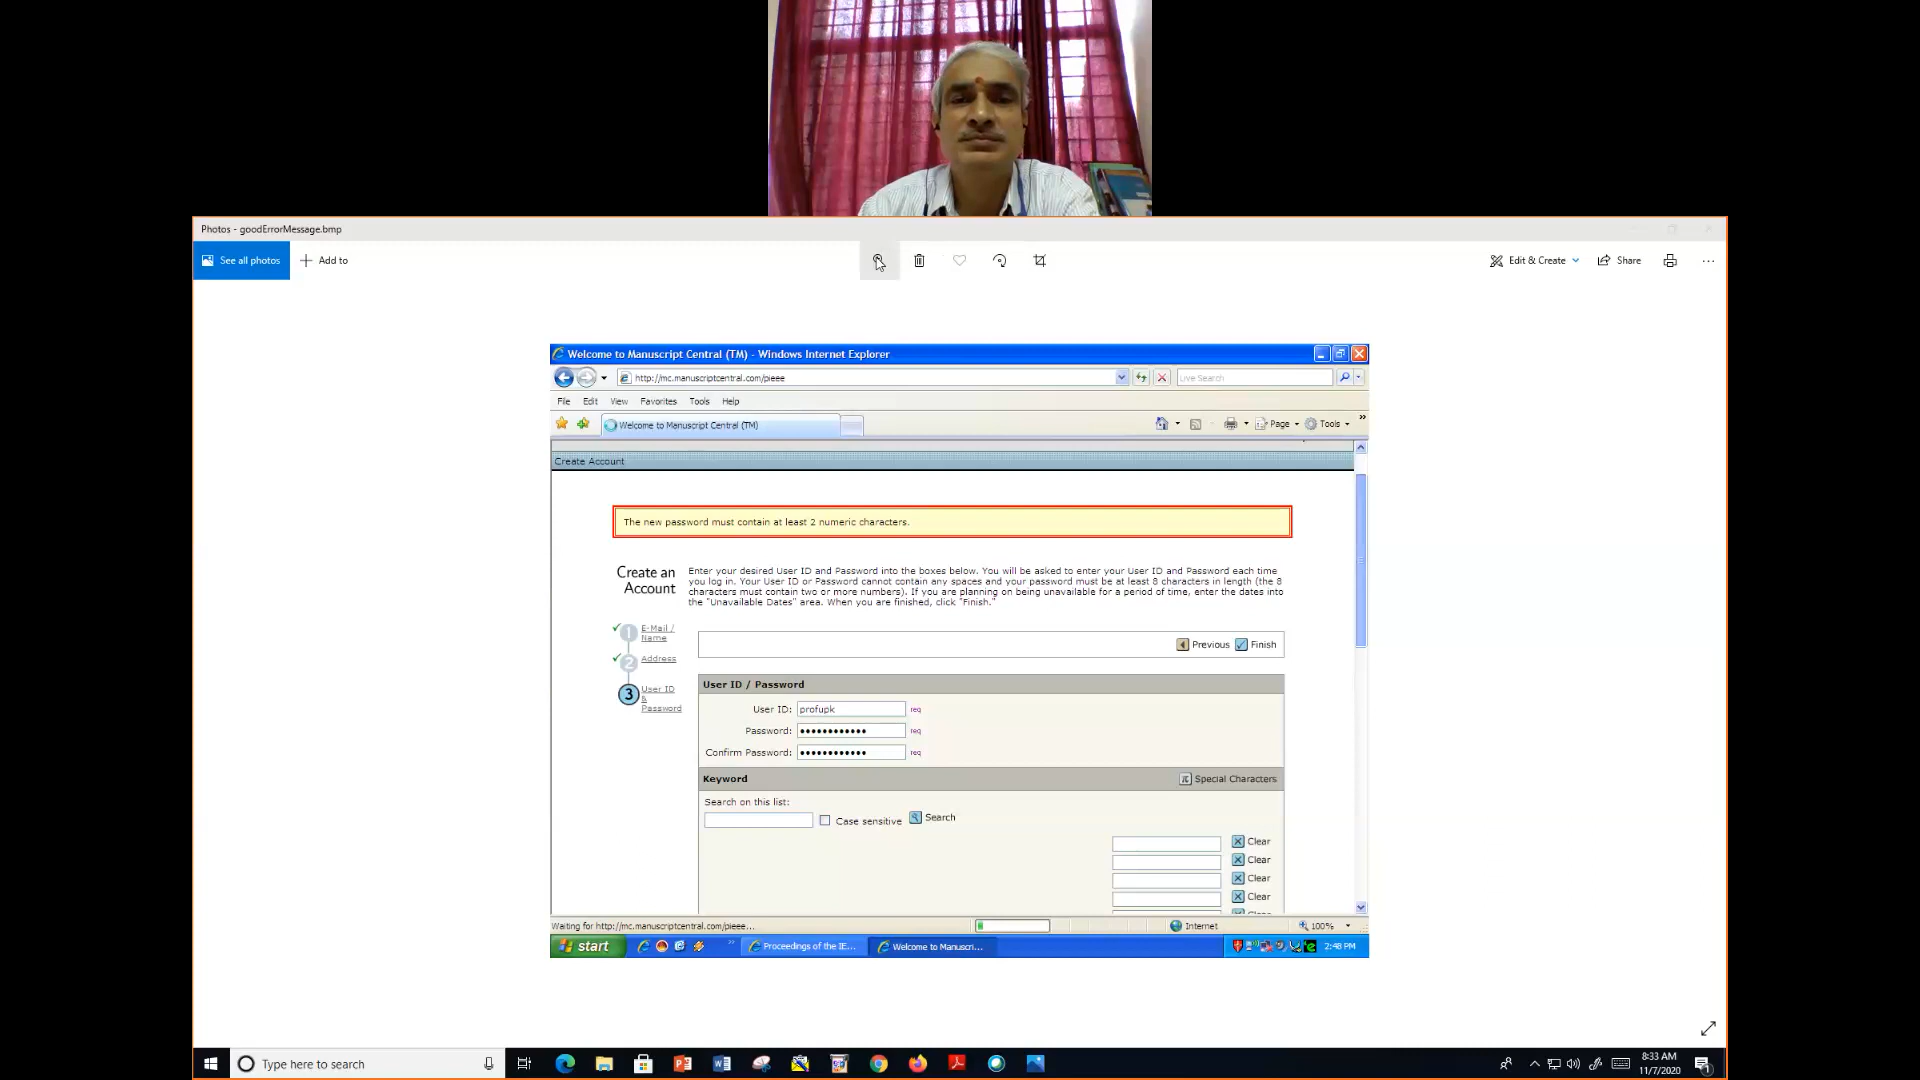 Photos - goodErrorMessage.bmp
See all photos
Add to
Edit & Create
Share
Welcome to Manuscript Central (TM) - Windows Internet Explorer
http://mc.manuscriptcentral.com/pieee
Live Search
File Edit View Favorites Tools Help
Welcome to Manuscript Central (TM)
Page
Tools
Create Account
The new password must contain at least 2 numeric characters.
Create an
Account
Enter your desired User ID and Password into the boxes below. You will be asked to enter your User ID and Password each time
you log in. Your User ID or Password cannot contain any spaces and your password must be at least 8 characters in length (the 8
characters must contain two or more numbers). If you are planning on being unavailable for a period of time, enter the dates into
the "Unavailable Dates" area. When you are finished, click "Finish."
1 E-Mail /
Name
2 Address
3 User ID
&
Password
Previous Finish
User ID / Password
User ID: profupk req
Password: •••••••••••• req
Confirm Password: •••••••••••• req
Keyword
Special Characters
Search on this list:
Case sensitive Search
Clear
Clear
Clear
Clear
Waiting for http://mc.manuscriptcentral.com/pieee...
Internet
100%
start
Proceedings of the IE...
Welcome to Manuscri...
2:48 PM
Type here to search
8:33 AM
11/7/2020